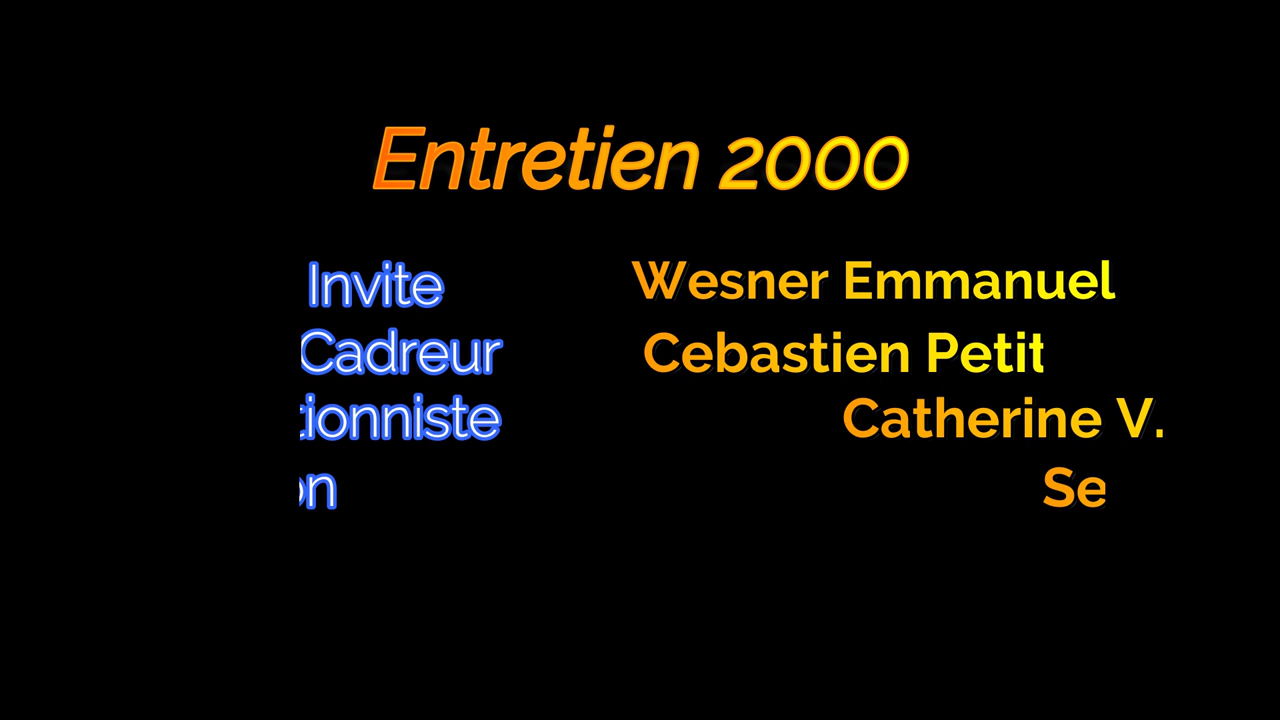 Entretien 2000
Invite Wesner Emmanuel
Cadreur Cebastien Petit
tionniste Catherine V.
on Se